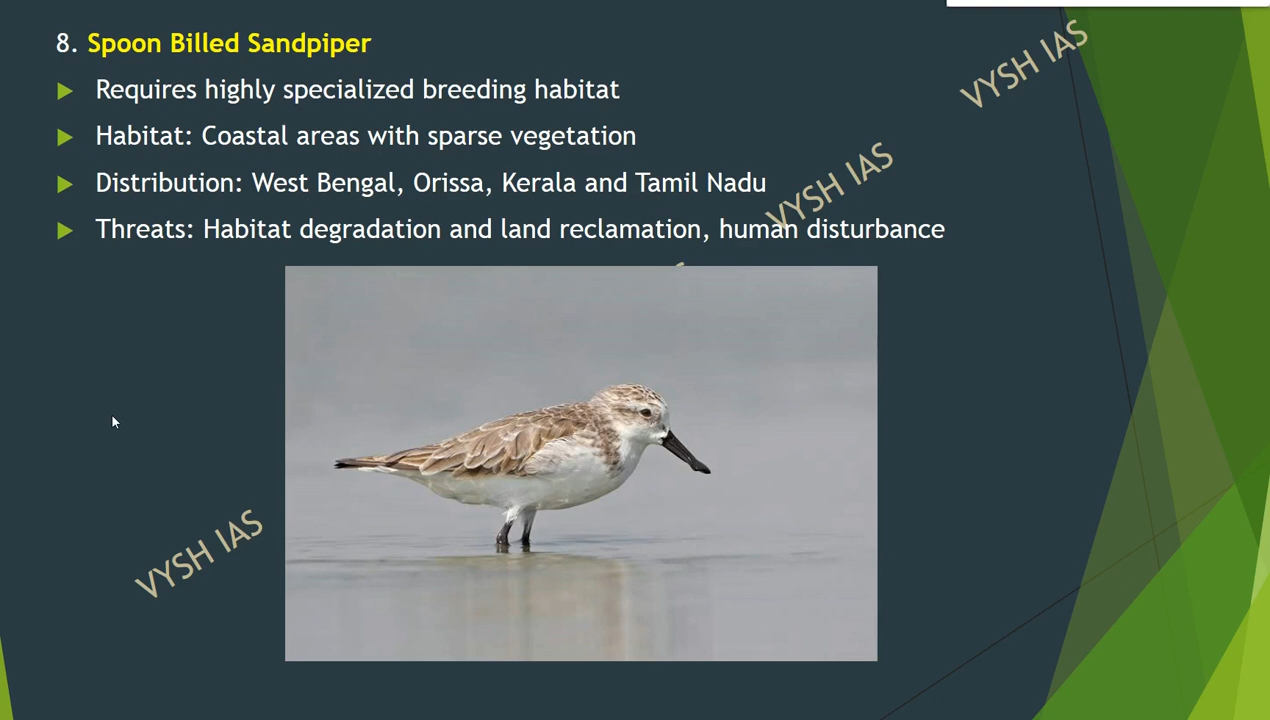 8. Spoon Billed Sandpiper
Requires highly specialized breeding habitat
Habitat: Coastal areas with sparse vegetation
Distribution: West Bengal, Orissa, Kerala and Tamil Nadu
Threats: Habitat degradation and land reclamation, human disturbance
VYSH IAS
VYSH IAS
VYSH IAS